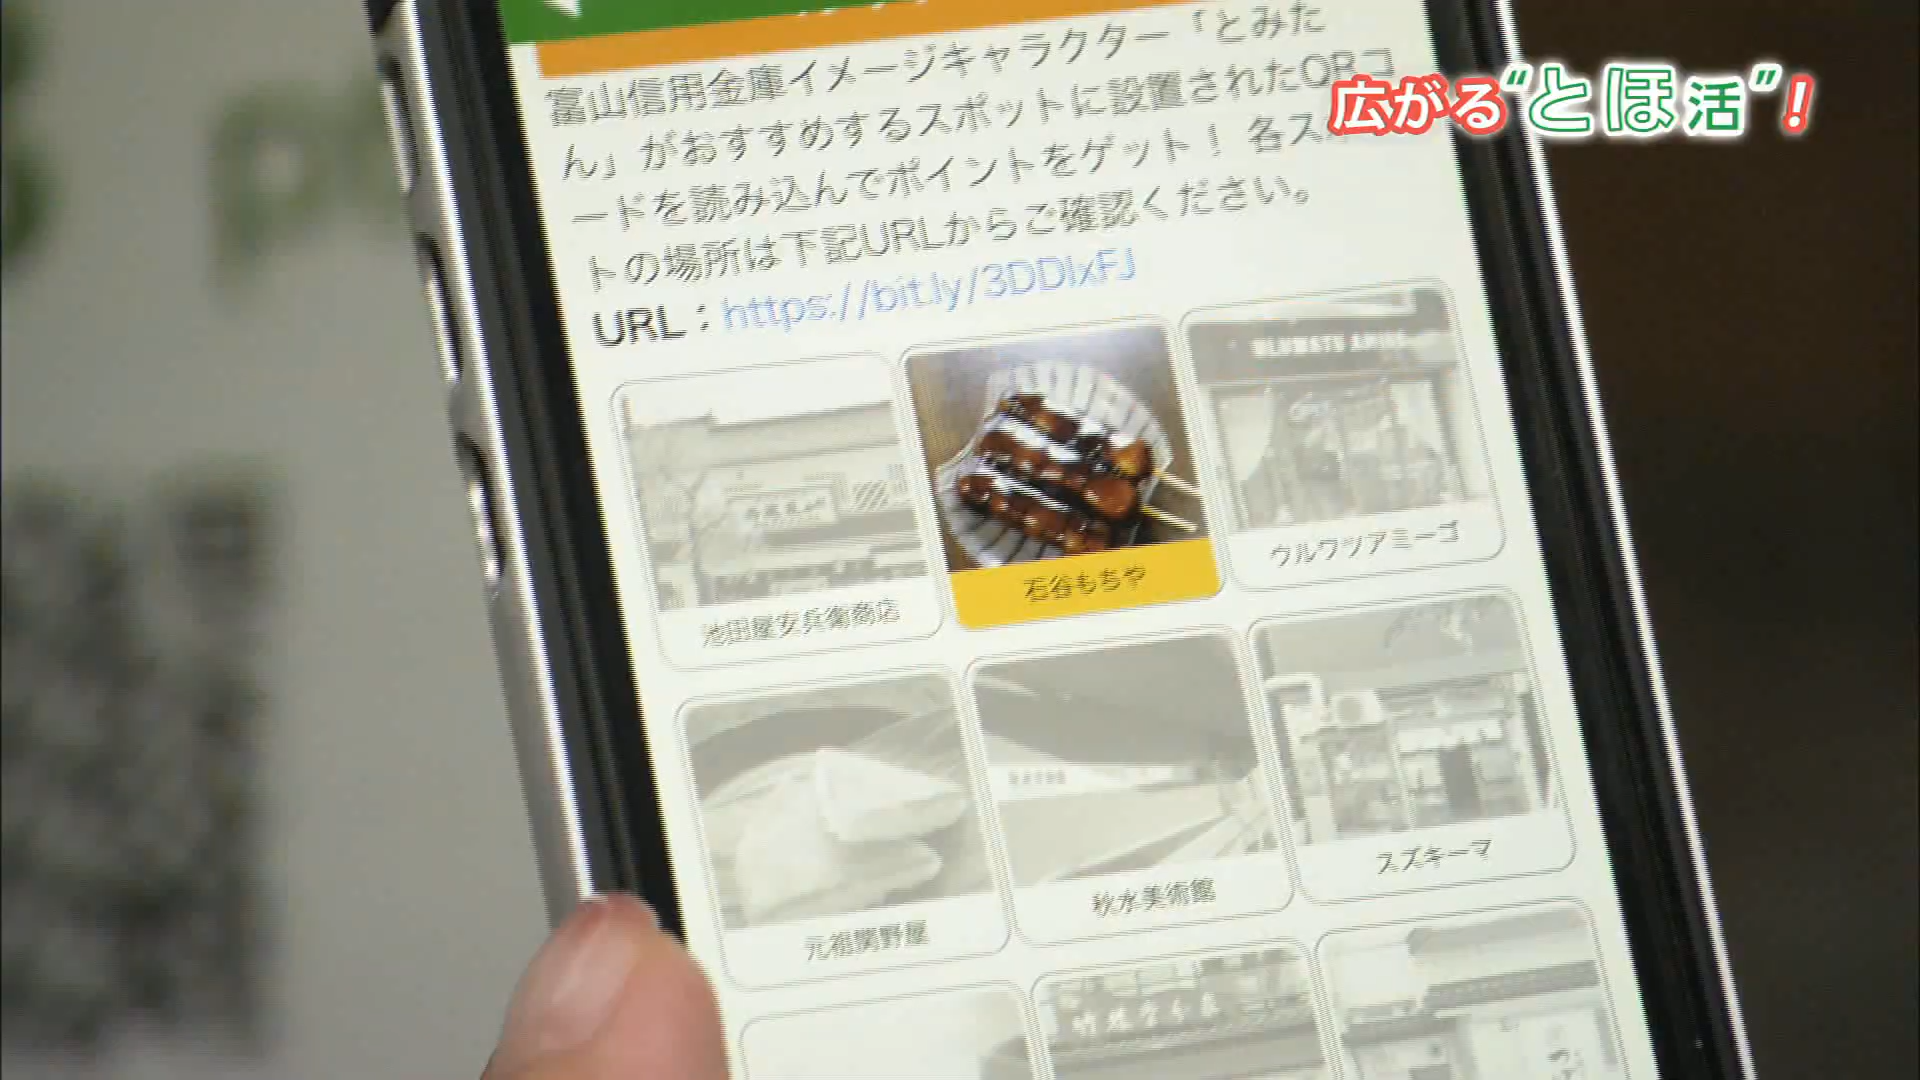 広がる“とほ活”!
富山信用金庫イメージキャラクター「とみた
ん」がおすすめするスポットに設置されたQRコ
ードを読み込んでポイントをゲット! 各スポ
トの場所は下記URLからご確認ください。
URL:https://bit.ly/3DDlxFJ
池田屋安兵衛商店
石谷もちや
ウルワツアミーゴ
元祖関野屋
秋水美術館
スズキーマ